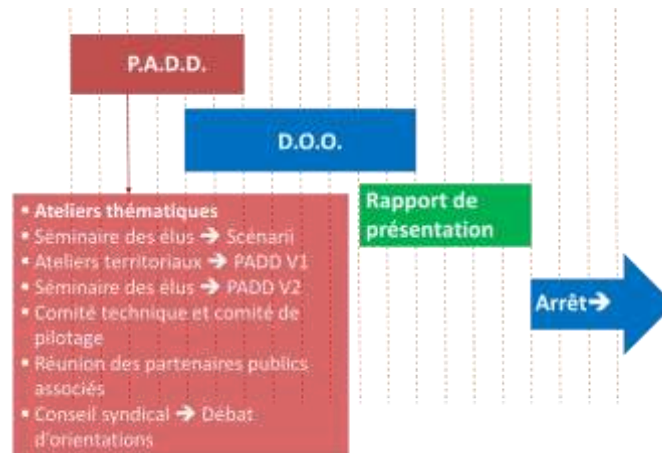 P.A.D.D.
D.O.O.
Rapport de
présentation
Arrêt➔
▪ Ateliers thématiques
▪ Séminaire des élus ➔ Scénarii
▪ Ateliers territoriaux ➔ PADD V1
▪ Séminaire des élus ➔ PADD V2
▪ Comité technique et comité de
pilotage
▪ Réunion des partenaires publics
associés
▪ Conseil syndical ➔ Débat
d'orientations